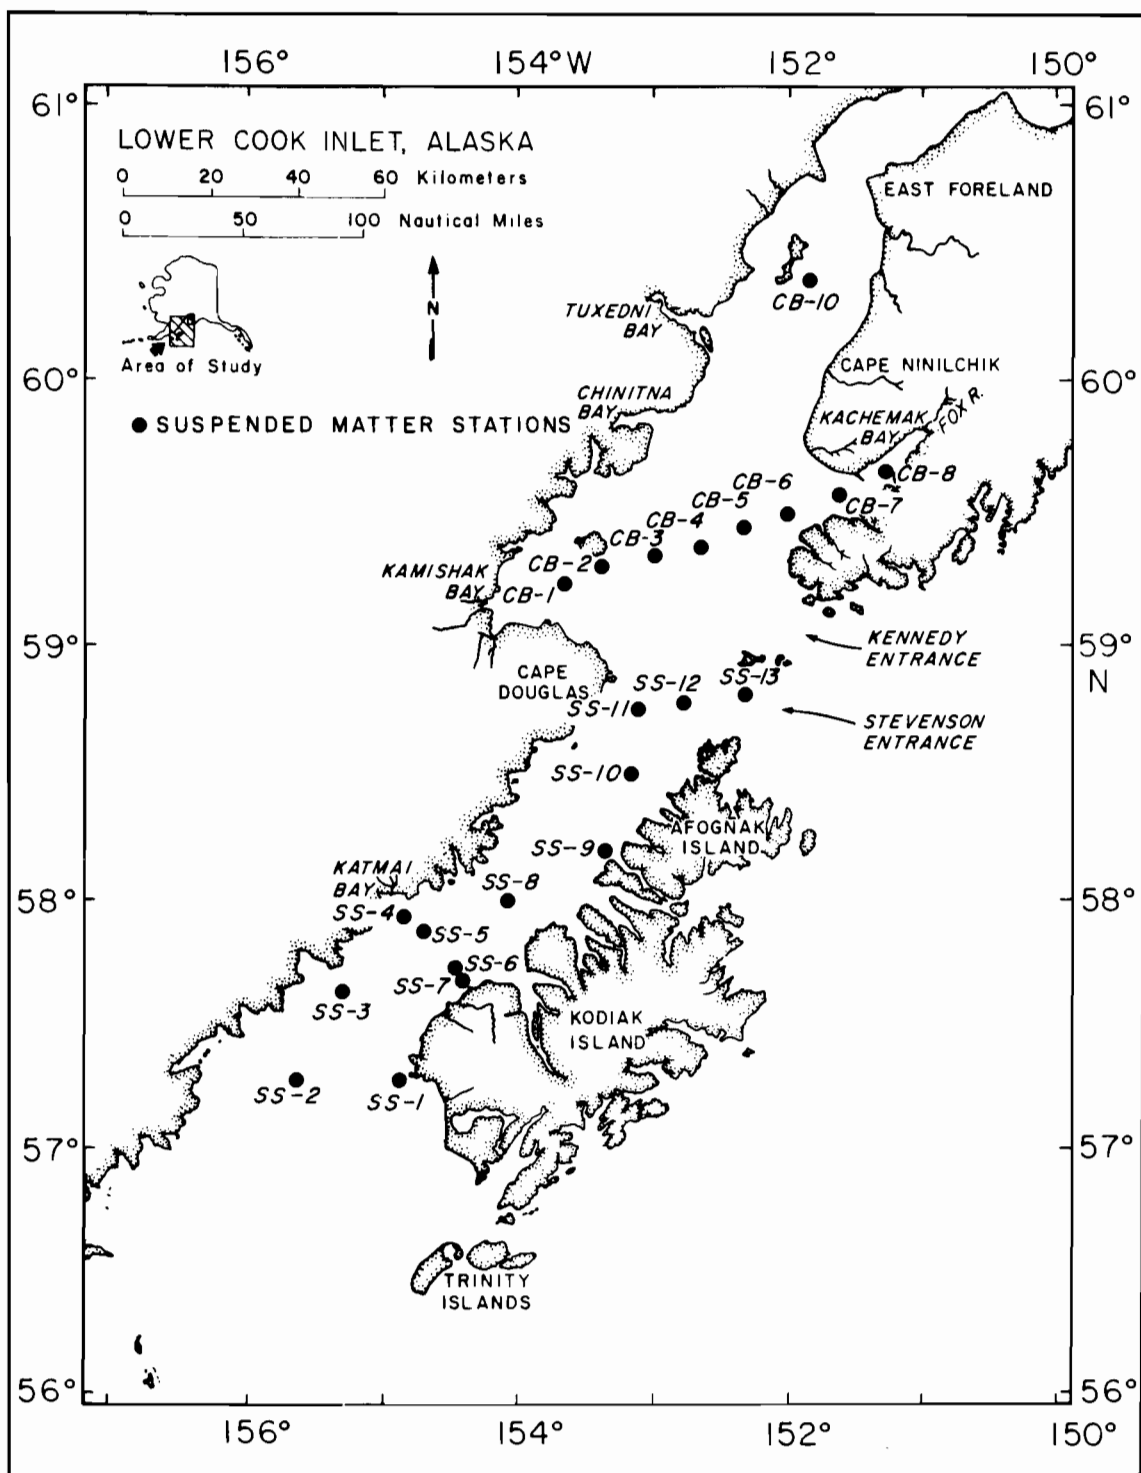 156° 154°W 152° 150°
61° 61°
LOWER COOK INLET, ALASKA
0 20 40 60 Kilometers
0 50 100 Nautical Miles
EAST FORELAND
N
CB-10
TUXEDNI
BAY
Area of Study
60° 60°
CAPE NINILCHIK
CHINITNA
BAY
KACHEMAK
BAY
FOX R.
SUSPENDED MATTER STATIONS
CB-8
CB-6
CB-5
CB-7
CB-4
CB-3
CB-2
CB-1
KAMISHAK
BAY
59° 59°
N
KENNEDY
ENTRANCE
CAPE
DOUGLAS
SS-13
SS-12
SS-11
STEVENSON
ENTRANCE
SS-10
AFOGNAK
ISLAND
SS-9
KATMAI
BAY
SS-8
58° 58°
SS-4
SS-5
SS-6
SS-7
SS-3
KODIAK
ISLAND
SS-2
SS-1
57° 57°
TRINITY
ISLANDS
56° 56°
156° 154° 152° 150°